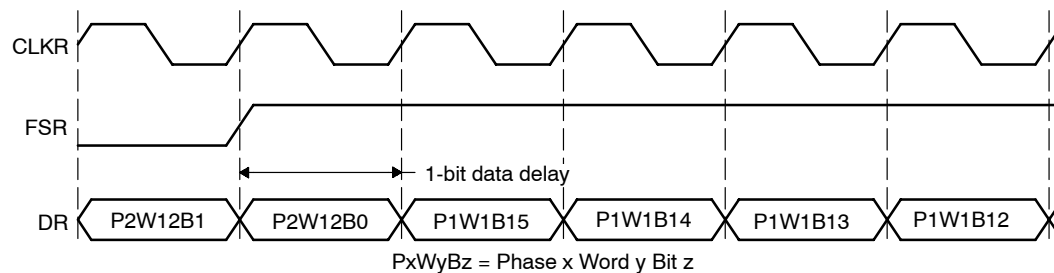 CLKR
FSR
1-bit data delay
DR P2W12B1 P2W12B0 P1W1B15 P1W1B14 P1W1B13 P1W1B12
PxWyBz = Phase x Word y Bit z